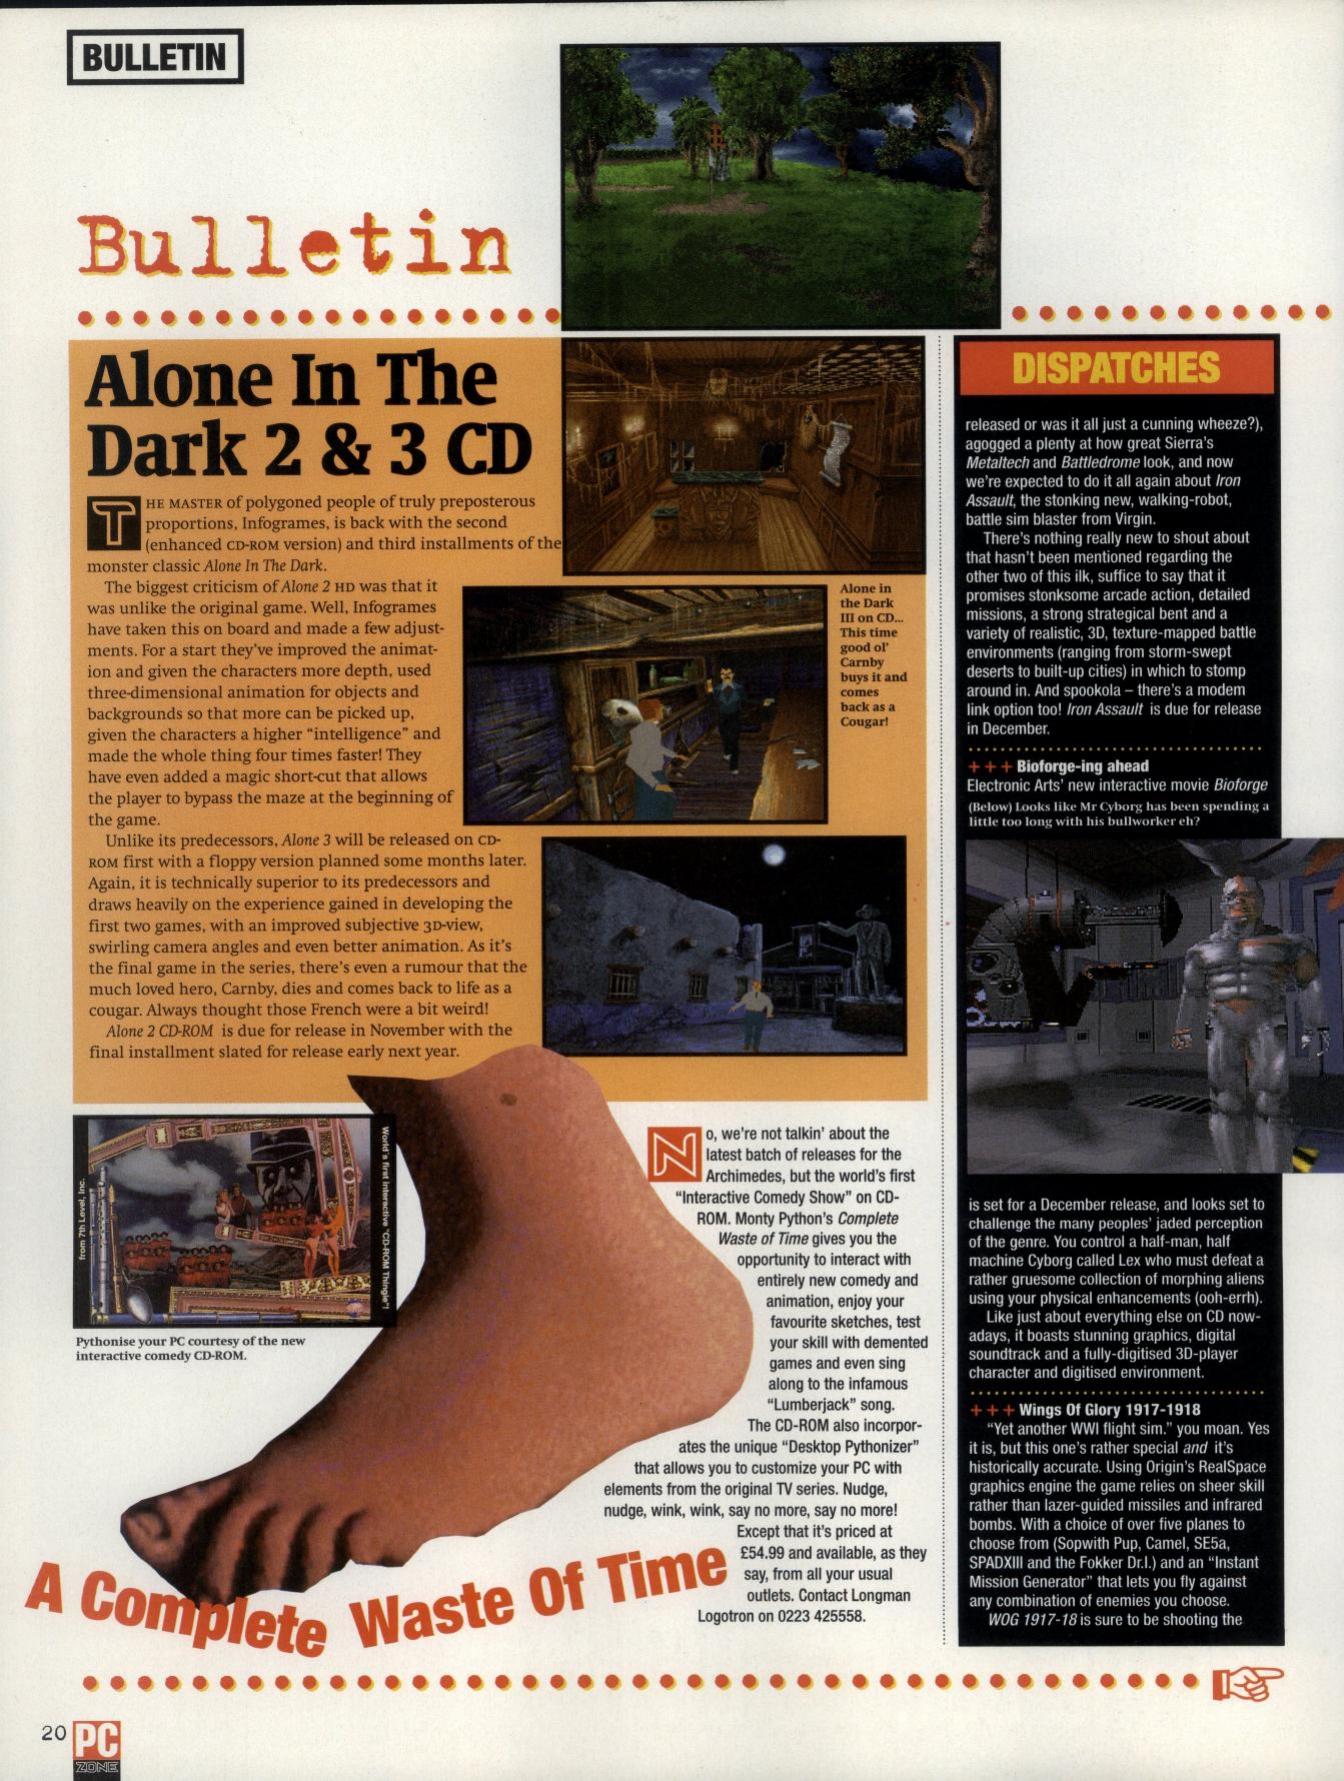 BULLETIN
Bulletin
Alone In The
Dark 2 & 3 CD
THE MASTER of polygoned people of truly preposterous
proportions, Infogrames, is back with the second
(enhanced CD-ROM version) and third installments of the
monster classic Alone In The Dark.
The biggest criticism of Alone 2 HD was that it
was unlike the original game. Well, Infogrames
have taken this on board and made a few adjust-
ments. For a start they've improved the animat-
ion and given the characters more depth, used
three-dimensional animation for objects and
backgrounds so that more can be picked up,
given the characters a higher "intelligence" and
made the whole thing four times faster! They
have even added a magic short-cut that allows
the player to bypass the maze at the beginning of
the game.
Unlike its predecessors, Alone 3 will be released on CD-
ROM first with a floppy version planned some months later.
Again, it is technically superior to its predecessors and
draws heavily on the experience gained in developing the
first two games, with an improved subjective 3D-view,
swirling camera angles and even better animation. As it's
the final game in the series, there's even a rumour that the
much loved hero, Carnby, dies and comes back to life as a
cougar. Always thought those French were a bit weird!
Alone 2 CD-ROM is due for release in November with the
final installment slated for release early next year.
Alone in
the Dark
III on CD...
This time
good ol'
Carnby
buys it and
comes
back as a
Cougar!
from 7th Level, Inc.
World's first interactive "CD-ROM Thingie"!
Pythonise your PC courtesy of the new
interactive comedy CD-ROM.
A Complete Waste Of Time
No, we're not talkin' about the
latest batch of releases for the
Archimedes, but the world's first
"Interactive Comedy Show" on CD-
ROM. Monty Python's Complete
Waste of Time gives you the
opportunity to interact with
entirely new comedy and
animation, enjoy your
favourite sketches, test
your skill with demented
games and even sing
along to the infamous
"Lumberjack" song.
The CD-ROM also incorpor-
ates the unique "Desktop Pythonizer"
that allows you to customize your PC with
elements from the original TV series. Nudge,
nudge, wink, wink, say no more, say no more!
Except that it's priced at
£54.99 and available, as they
say, from all your usual
outlets. Contact Longman
Logotron on 0223 425558.
DISPATCHES
released or was it all just a cunning wheeze?),
agogged a plenty at how great Sierra's
Metaltech and Battledrome look, and now
we're expected to do it all again about Iron
Assault, the stonking new, walking-robot,
battle sim blaster from Virgin.
There's nothing really new to shout about
that hasn't been mentioned regarding the
other two of this ilk, suffice to say that it
promises stonksome arcade action, detailed
missions, a strong strategical bent and a
variety of realistic, 3D, texture-mapped battle
environments (ranging from storm-swept
deserts to built-up cities) in which to stomp
around in. And spookola – there's a modem
link option too! Iron Assault is due for release
in December.
+++ Bioforge-ing ahead
Electronic Arts' new interactive movie Bioforge
(Below) Looks like Mr Cyborg has been spending a
little too long with his bullworker eh?
is set for a December release, and looks set to
challenge the many peoples' jaded perception
of the genre. You control a half-man, half
machine Cyborg called Lex who must defeat a
rather gruesome collection of morphing aliens
using your physical enhancements (ooh-errh).
Like just about everything else on CD now-
adays, it boasts stunning graphics, digital
soundtrack and a fully-digitised 3D-player
character and digitised environment.
+++ Wings Of Glory 1917-1918
"Yet another WWI flight sim." you moan. Yes
it is, but this one's rather special and it's
historically accurate. Using Origin's RealSpace
graphics engine the game relies on sheer skill
rather than lazer-guided missiles and infrared
bombs. With a choice of over five planes to
choose from (Sopwith Pup, Camel, SE5a,
SPADXIII and the Fokker Dr.I.) and an "Instant
Mission Generator" that lets you fly against
any combination of enemies you choose.
WOG 1917-18 is sure to be shooting the
20
PC
ZONE